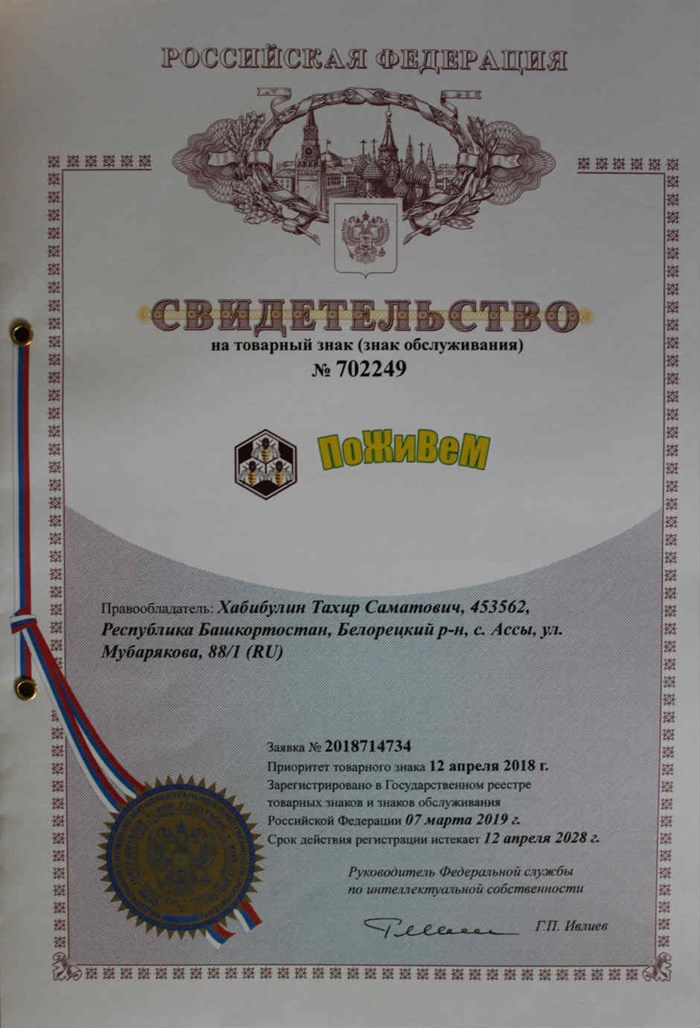 РОССИЙСКАЯ ФЕДЕРАЦИЯ
СВИДЕТЕЛЬСТВО
на товарный знак (знак обслуживания)
№ 702249
ПоЖиВеМ
Правообладатель: Хабибулин Тахир Саматович, 453562,
Республика Башкортостан, Белорецкий р-н, с. Ассы, ул.
Мубарякова, 88/1 (RU)
Заявка № 2018714734
Приоритет товарного знака 12 апреля 2018 г.
Зарегистрировано в Государственном реестре
товарных знаков и знаков обслуживания
Российской Федерации 07 марта 2019 г.
Срок действия регистрации истекает 12 апреля 2028 г.
Руководитель Федеральной службы
по интеллектуальной собственности
Г.П. Ивлиев